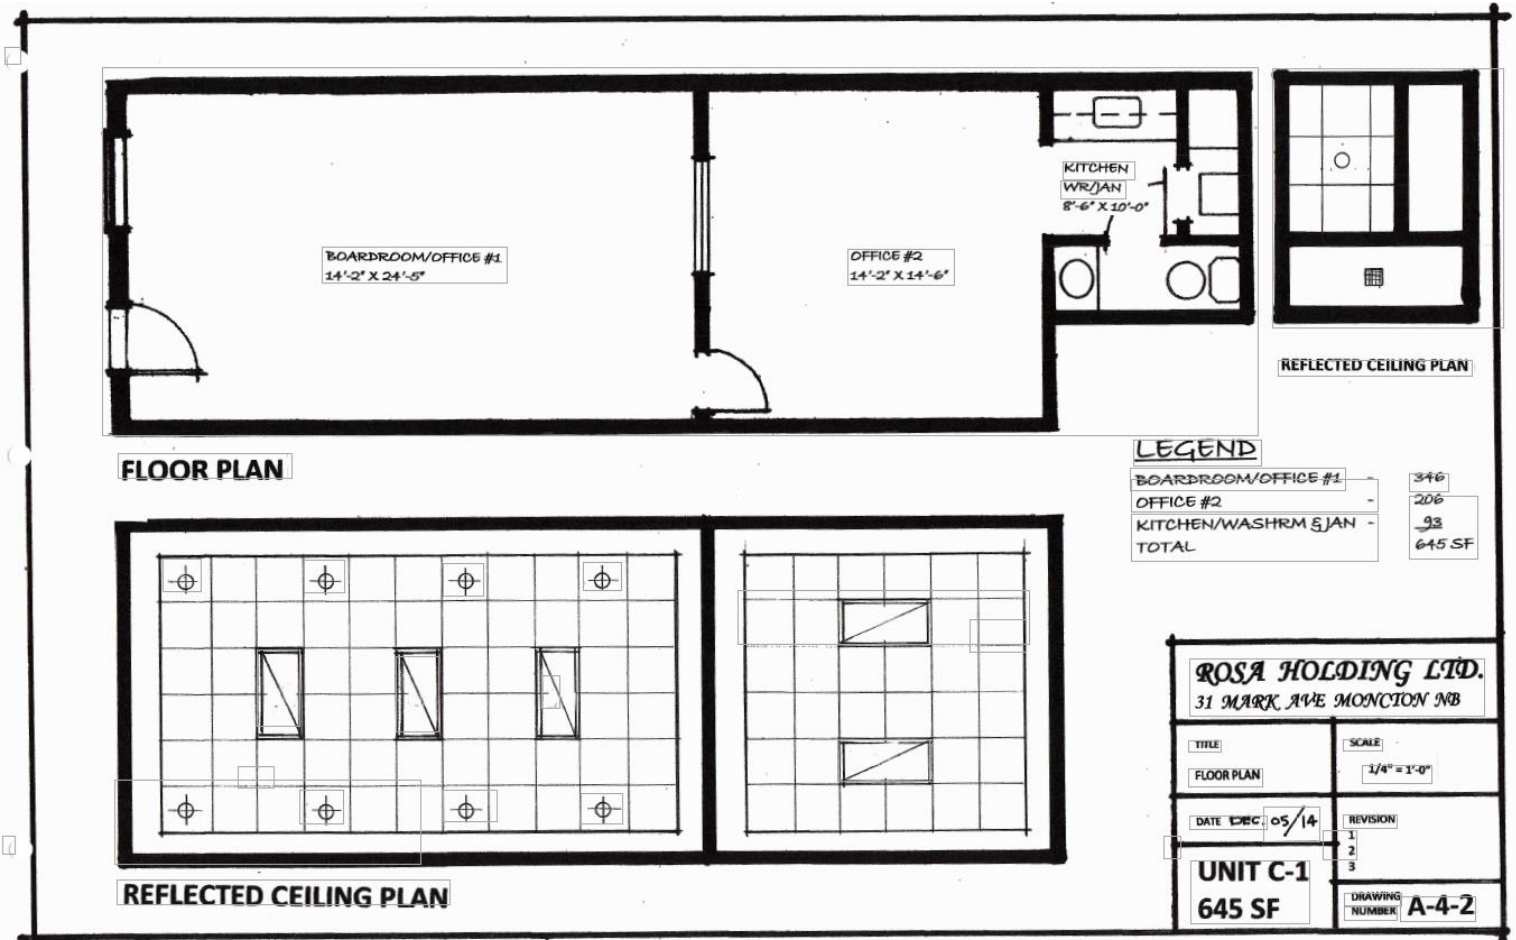 KITCHEN
WR/JAN
8'-6" X 10'-0"
BOARDROOM/OFFICE #1
14'-2" X 24'-5"
OFFICE #2
14'-2" X 14'-6"
REFLECTED CEILING PLAN
FLOOR PLAN
LEGEND
BOARDROOM/OFFICE #1 - 346
OFFICE #2 - 206
KITCHEN/WASHRM & JAN - 93
TOTAL 645 SF
REFLECTED CEILING PLAN
ROSA HOLDING LTD.
31 MARK AVE MONCTON NB
TITLE
FLOOR PLAN
SCALE
1/4" = 1'-0"
DATE DEC. 05/14
REVISION
1
2
3
UNIT C-1
645 SF
DRAWING
NUMBER A-4-2